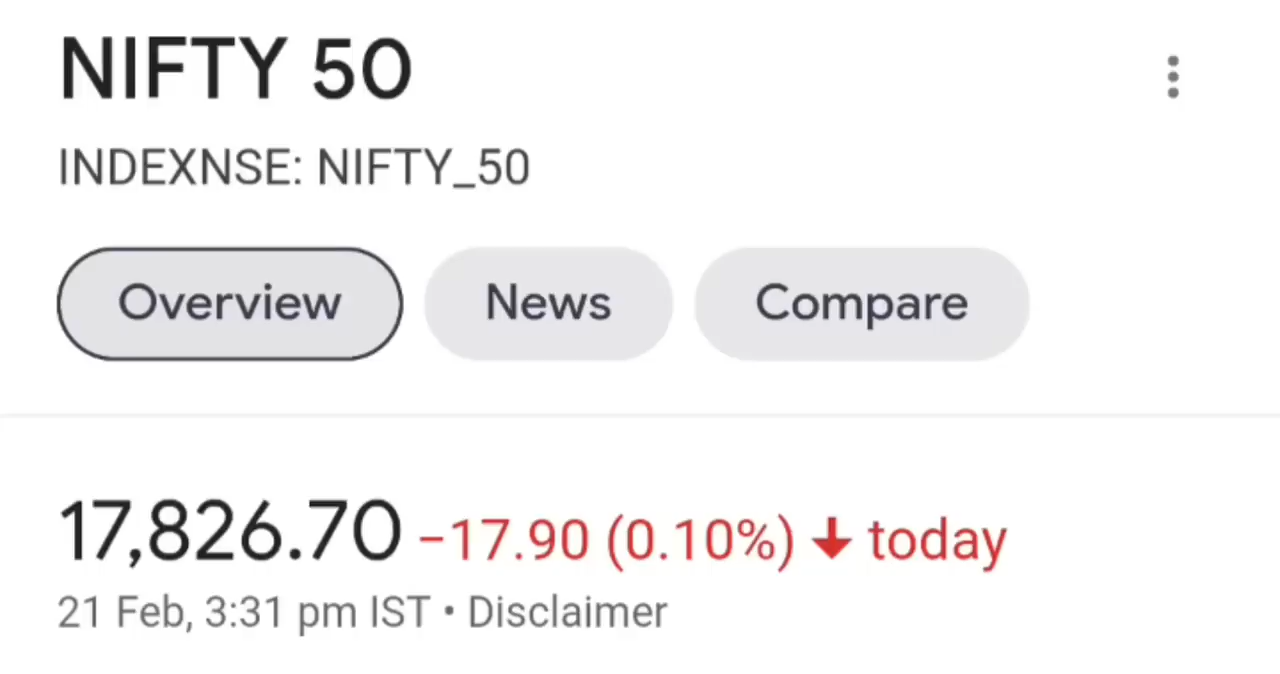 NIFTY 50
INDEXNSE: NIFTY_50
Overview News Compare
17,826.70 −17.90 (0.10%) ↓ today
21 Feb, 3:31 pm IST • Disclaimer